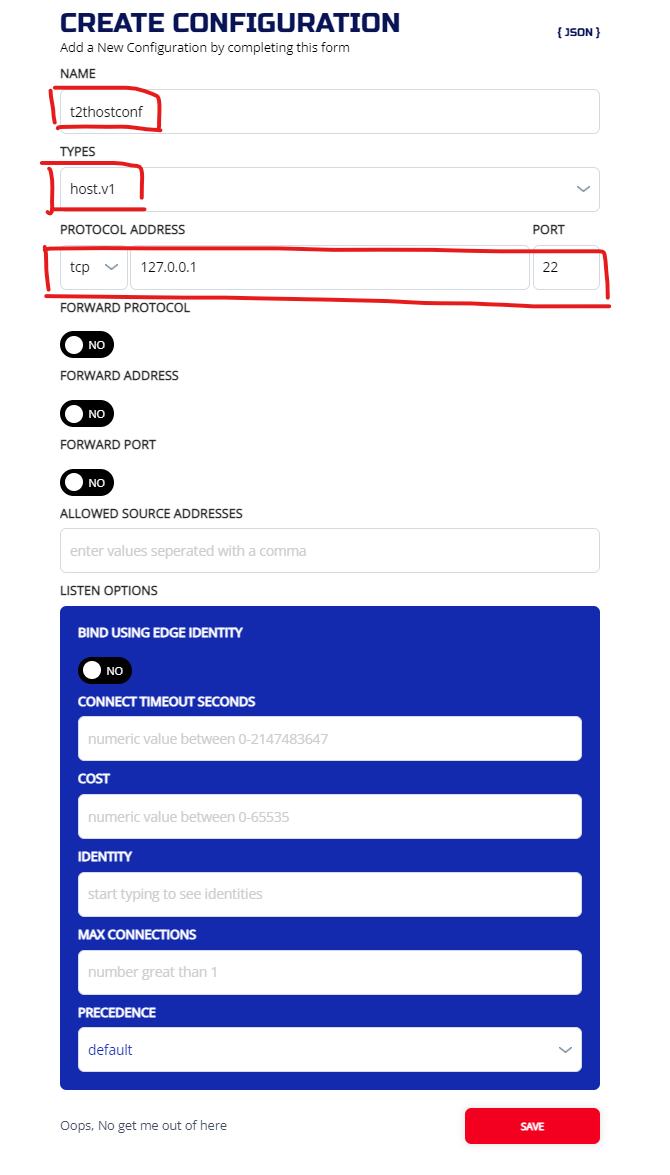 CREATE CONFIGURATION
{ JSON }
Add a New Configuration by completing this form
NAME
t2thostconf
TYPES
host.v1
PROTOCOL ADDRESS PORT
tcp 127.0.0.1 22
FORWARD PROTOCOL
NO
FORWARD ADDRESS
NO
FORWARD PORT
NO
ALLOWED SOURCE ADDRESSES
enter values seperated with a comma
LISTEN OPTIONS
BIND USING EDGE IDENTITY
NO
CONNECT TIMEOUT SECONDS
numeric value between 0-2147483647
COST
numeric value between 0-65535
IDENTITY
start typing to see identities
MAX CONNECTIONS
number great than 1
PRECEDENCE
default
Oops, No get me out of here
SAVE